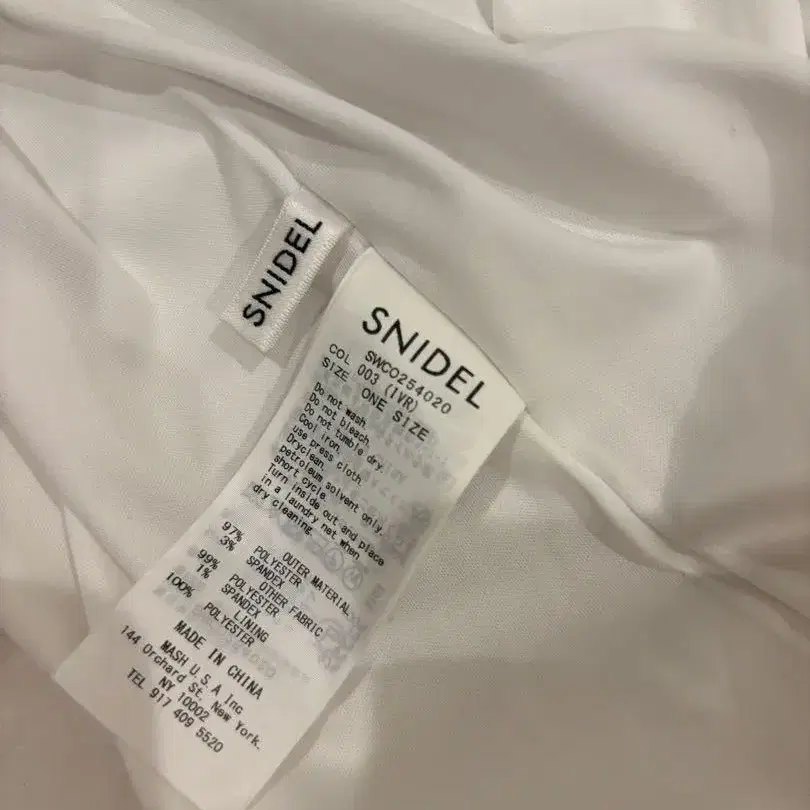 SNIDEL
SNIDEL
SWCO254020
COL 003 (IVR)
SIZE ONE SIZE
Do not wash.
Do not bleach.
Do not tumble dry.
Cool iron.
use press cloth.
Dryclean.
petroleum solvent only.
short cycle.
Turn inside out and place
in a laundry net when
dry cleaning.
OUTER MATERIAL
97% POLYESTER
3% SPANDEX
OTHER FABRIC
99% POLYESTER
1% SPANDEX
LINING
100% POLYESTER
MADE IN CHINA
MASH U.S.A Inc
144 Orchard St. New York.
NY 10002
TEL 917 409 5520